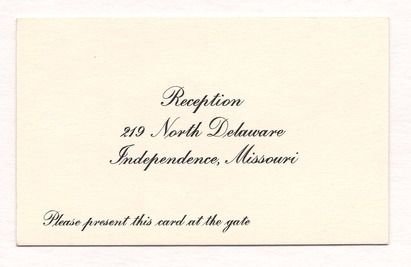 Reception
219 North Delaware
Independence, Missouri
Please present this card at the gate